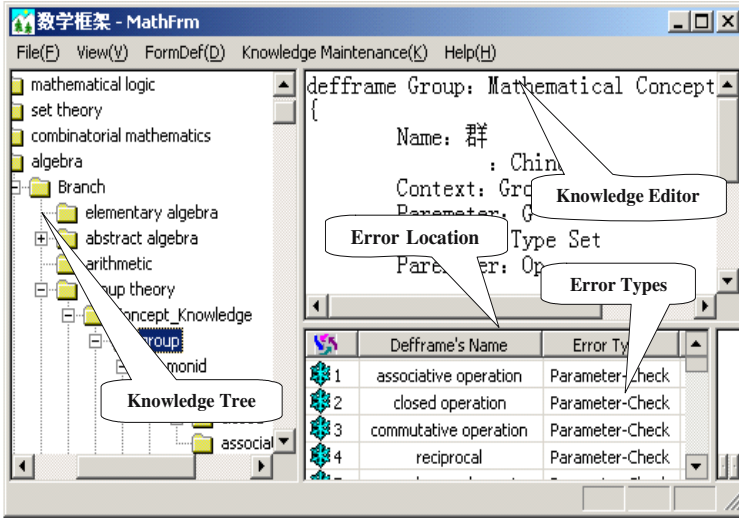 数学框架 - MathFrm
File(F) View(V) FormDef(D) Knowledge Maintenance(K) Help(H)
mathematical logic
set theory
combinatorial mathematics
algebra
Branch
elementary algebra
abstract algebra
arithmetic
theory
Concept_Knowledge
group
monid
associat
Knowledge Tree
defframe Group: Mathematical Concept
{
Name: 群
: Chin
Context: Gro
Parameter: G
Type Set
Parameter: Op
Knowledge Editor
Error Location
Error Types
Defframe's Name Error Ty
1 associative operation Parameter-Check
2 closed operation Parameter-Check
3 commutative operation Parameter-Check
4 reciprocal Parameter-Check